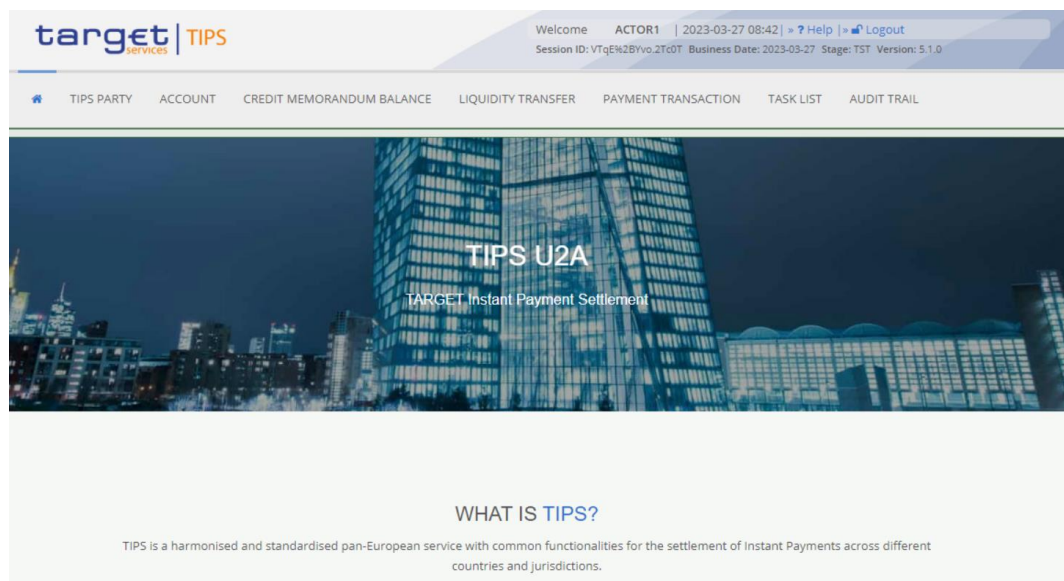 target services | TIPS
Welcome ACTOR1 | 2023-03-27 08:42 | » ? Help | » Logout
Session ID: VTqE%2BYvo.2Tc0T Business Date: 2023-03-27 Stage: TST Version: 5.1.0
TIPS PARTY ACCOUNT CREDIT MEMORANDUM BALANCE LIQUIDITY TRANSFER PAYMENT TRANSACTION TASK LIST AUDIT TRAIL
TIPS U2A
TARGET Instant Payment Settlement
WHAT IS TIPS?
TIPS is a harmonised and standardised pan-European service with common functionalities for the settlement of Instant Payments across different
countries and jurisdictions.